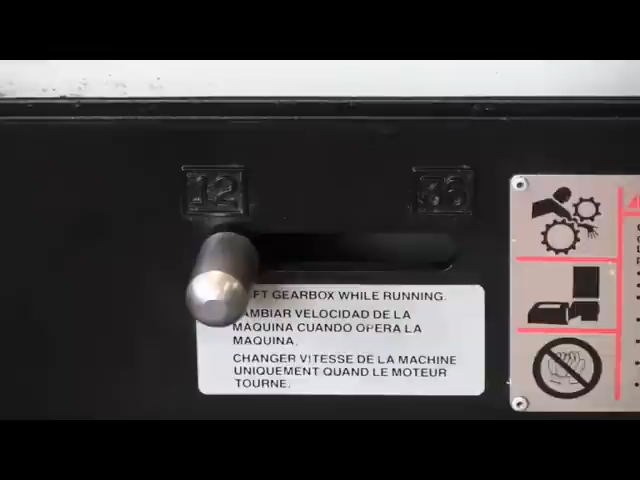 12 36
FT GEARBOX WHILE RUNNING.
AMBIAR VELOCIDAD DE LA
MAQUINA CUANDO OPERA LA
MAQUINA.
CHANGER VITESSE DE LA MACHINE
UNIQUEMENT QUAND LE MOTEUR
TOURNE.